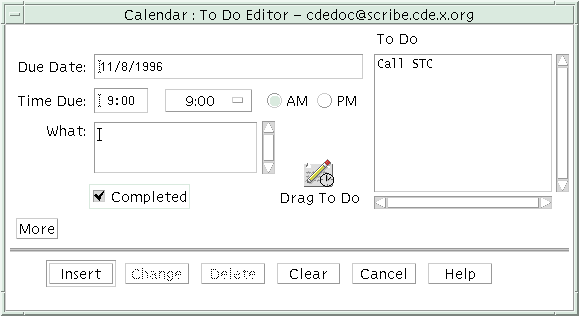 Calendar : To Do Editor – cdedoc@scribe.cde.x.org
To Do
Due Date: 11/8/1996
Call STC
Time Due: 9:00 9:00 AM PM
What:
Completed
Drag To Do
More
Insert Change Delete Clear Cancel Help